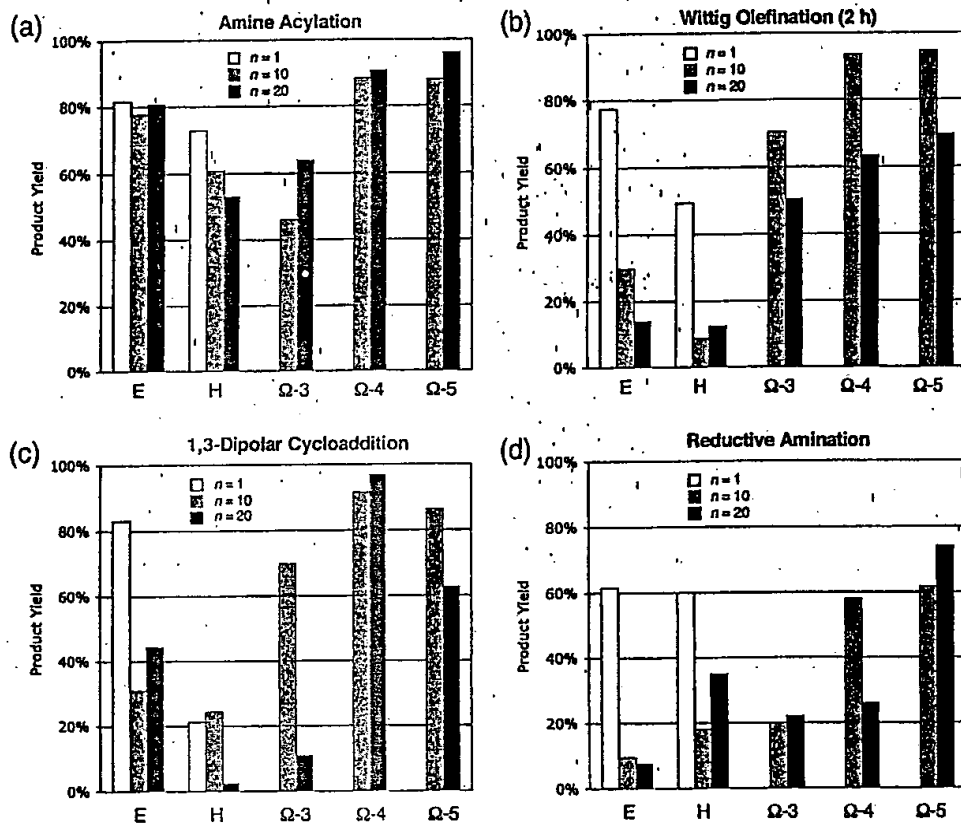 (a)
Amine Acylation
100%
80%
60%
40%
20%
0%
Product Yield
n = 1
n = 10
n = 20
E H Ω-3 Ω-4 Ω-5
(b)
Wittig Olefination (2 h)
100%
80%
60%
40%
20%
0%
Product Yield
n = 1
n = 10
n = 20
E H Ω-3 Ω-4 Ω-5
(c)
1,3-Dipolar Cycloaddition
100%
80%
60%
40%
20%
0%
Product Yield
n = 1
n = 10
n = 20
E H Ω-3 Ω-4 Ω-5
(d)
Reductive Amination
100%
80%
60%
40%
20%
0%
Product Yield
n = 1
n = 10
n = 20
E H Ω-3 Ω-4 Ω-5